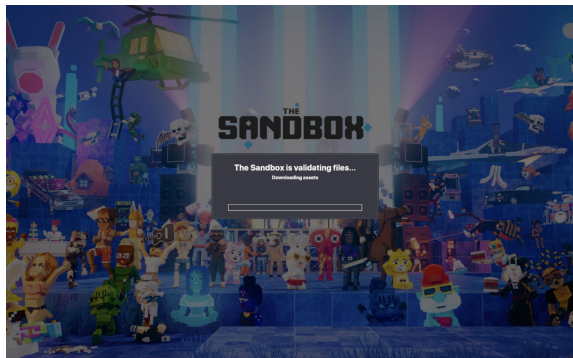 THE
SANDBOX
The Sandbox is validating files...
Downloading assets